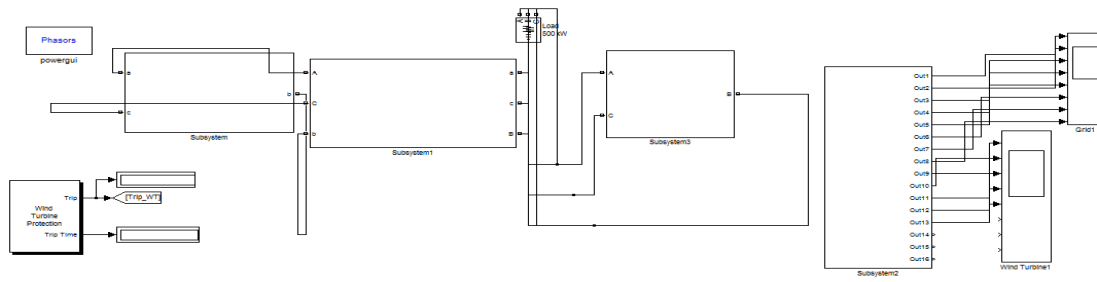 Phasors
powergui
a
c
b
Subsystem
A
C
b
a
c
B
Subsystem1
A
C
Load
500 kW
A
C
B
Subsystem3
Out1
Out2
Out3
Out4
Out5
Out6
Out7
Out8
Out9
Out10
Out11
Out12
Out13
Out14
Out15
Out16
Subsystem2
Grid1
Wind Turbine1
Wind
Turbine
Protection
Trip
Trip Time
[Trip_WT]